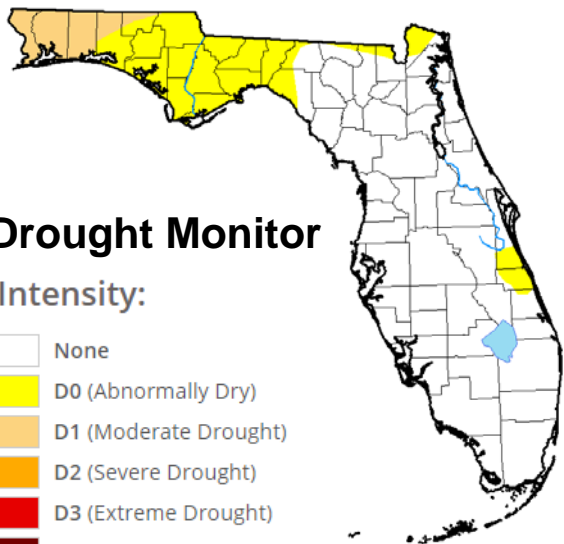 Drought Monitor
Intensity:
None
D0 (Abnormally Dry)
D1 (Moderate Drought)
D2 (Severe Drought)
D3 (Extreme Drought)